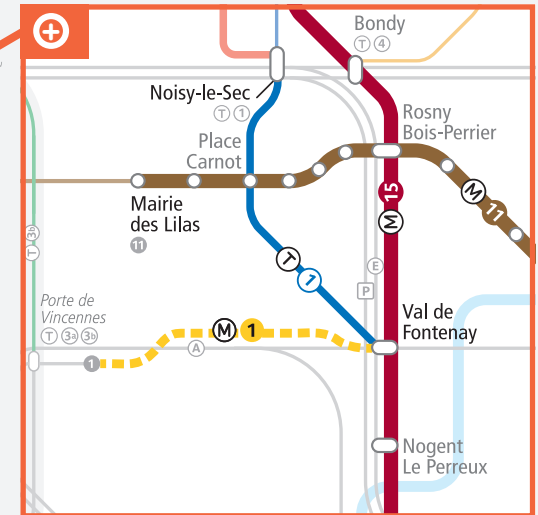 Bondy
T 4
Noisy-le-Sec
T 1
Place
Carnot
Rosny
Bois-Perrier
Mairie
des Lilas
11
M 11
15 M
T 3b
T 1
E
P
Porte de
Vincennes
T 3a 3b
1
M 1
A
Val de
Fontenay
Nogent
Le Perreux